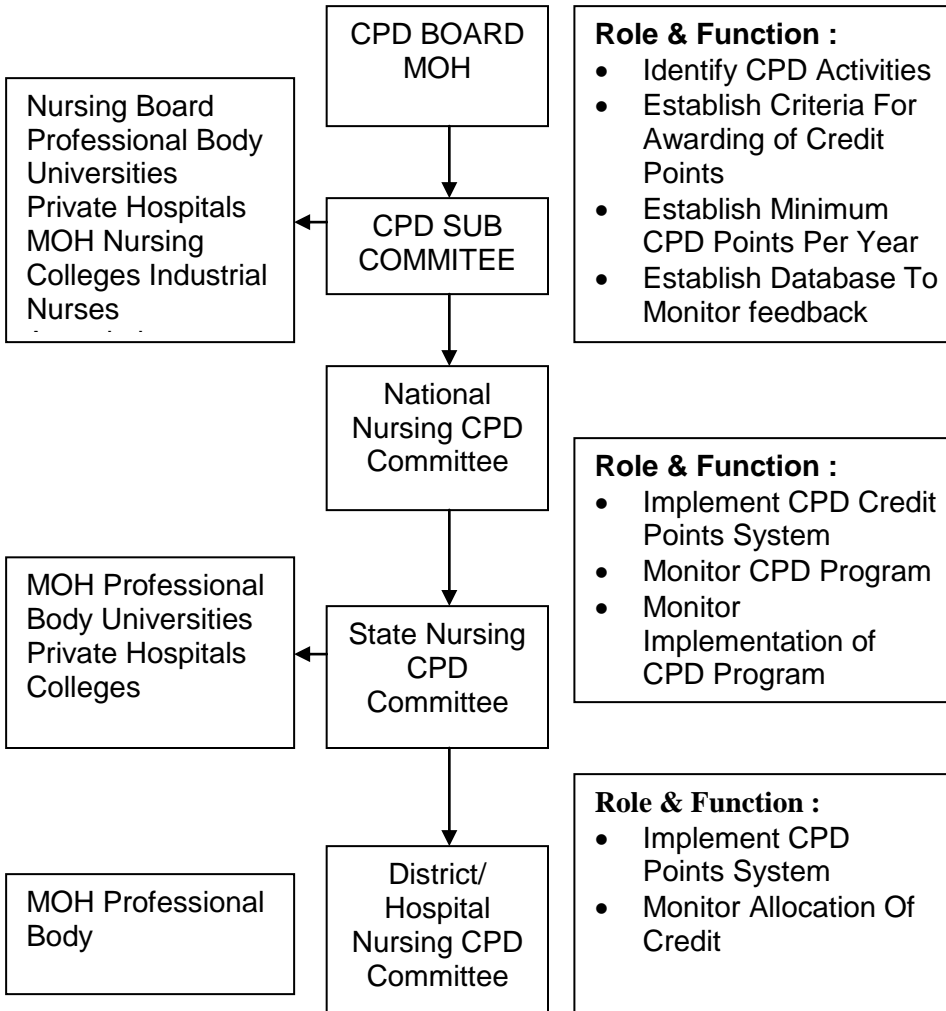 CPD BOARD
MOH
Role & Function :
• Identify CPD Activities
• Establish Criteria For
Awarding of Credit
Points
• Establish Minimum
CPD Points Per Year
• Establish Database To
Monitor feedback
Nursing Board
Professional Body
Universities
Private Hospitals
MOH Nursing
Colleges Industrial
Nurses
CPD SUB
COMMITEE
National
Nursing CPD
Committee
Role & Function :
• Implement CPD Credit
Points System
• Monitor CPD Program
• Monitor
Implementation of
CPD Program
MOH Professional
Body Universities
Private Hospitals
Colleges
State Nursing
CPD
Committee
Role & Function :
• Implement CPD
Points System
• Monitor Allocation Of
Credit
MOH Professional
Body
District/
Hospital
Nursing CPD
Committee